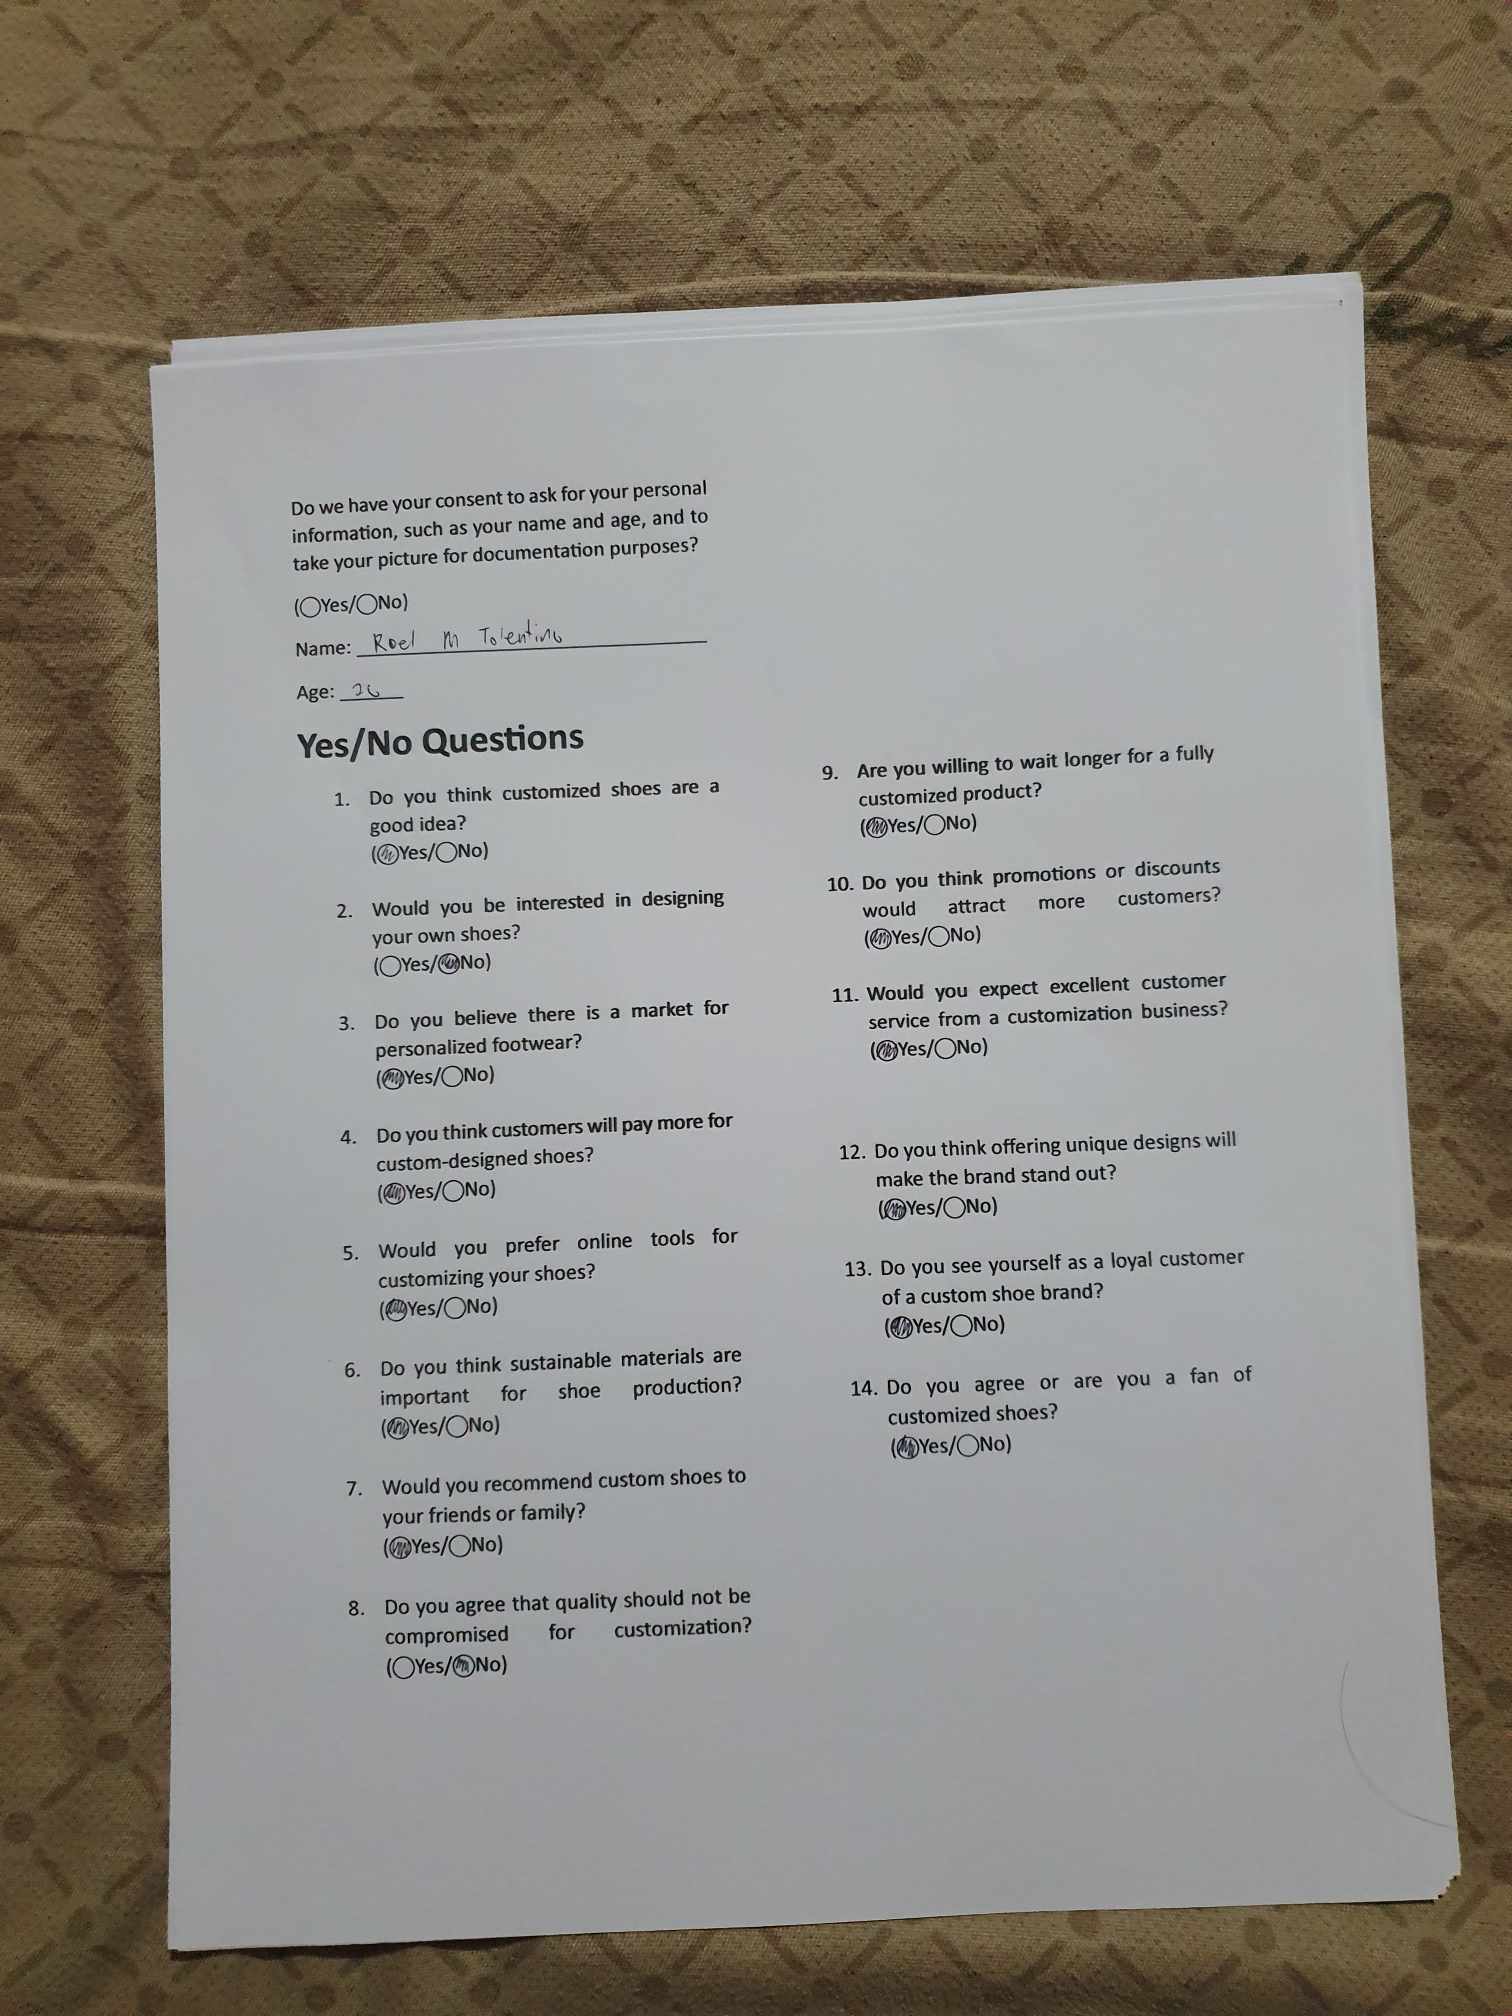 Do we have your consent to ask for your personal
information, such as your name and age, and to
take your picture for documentation purposes?
(○Yes/○No)
Name: Roel M Tolentino
Age: 26
Yes/No Questions
1. Do you think customized shoes are a
good idea?
(●Yes/○No)
2. Would you be interested in designing
your own shoes?
(○Yes/●No)
3. Do you believe there is a market for
personalized footwear?
(●Yes/○No)
4. Do you think customers will pay more for
custom-designed shoes?
(●Yes/○No)
5. Would you prefer online tools for
customizing your shoes?
(●Yes/○No)
6. Do you think sustainable materials are
important for shoe production?
(●Yes/○No)
7. Would you recommend custom shoes to
your friends or family?
(●Yes/○No)
8. Do you agree that quality should not be
compromised for customization?
(○Yes/●No)
9. Are you willing to wait longer for a fully
customized product?
(●Yes/○No)
10. Do you think promotions or discounts
would attract more customers?
(●Yes/○No)
11. Would you expect excellent customer
service from a customization business?
(●Yes/○No)
12. Do you think offering unique designs will
make the brand stand out?
(●Yes/○No)
13. Do you see yourself as a loyal customer
of a custom shoe brand?
(●Yes/○No)
14. Do you agree or are you a fan of
customized shoes?
(●Yes/○No)